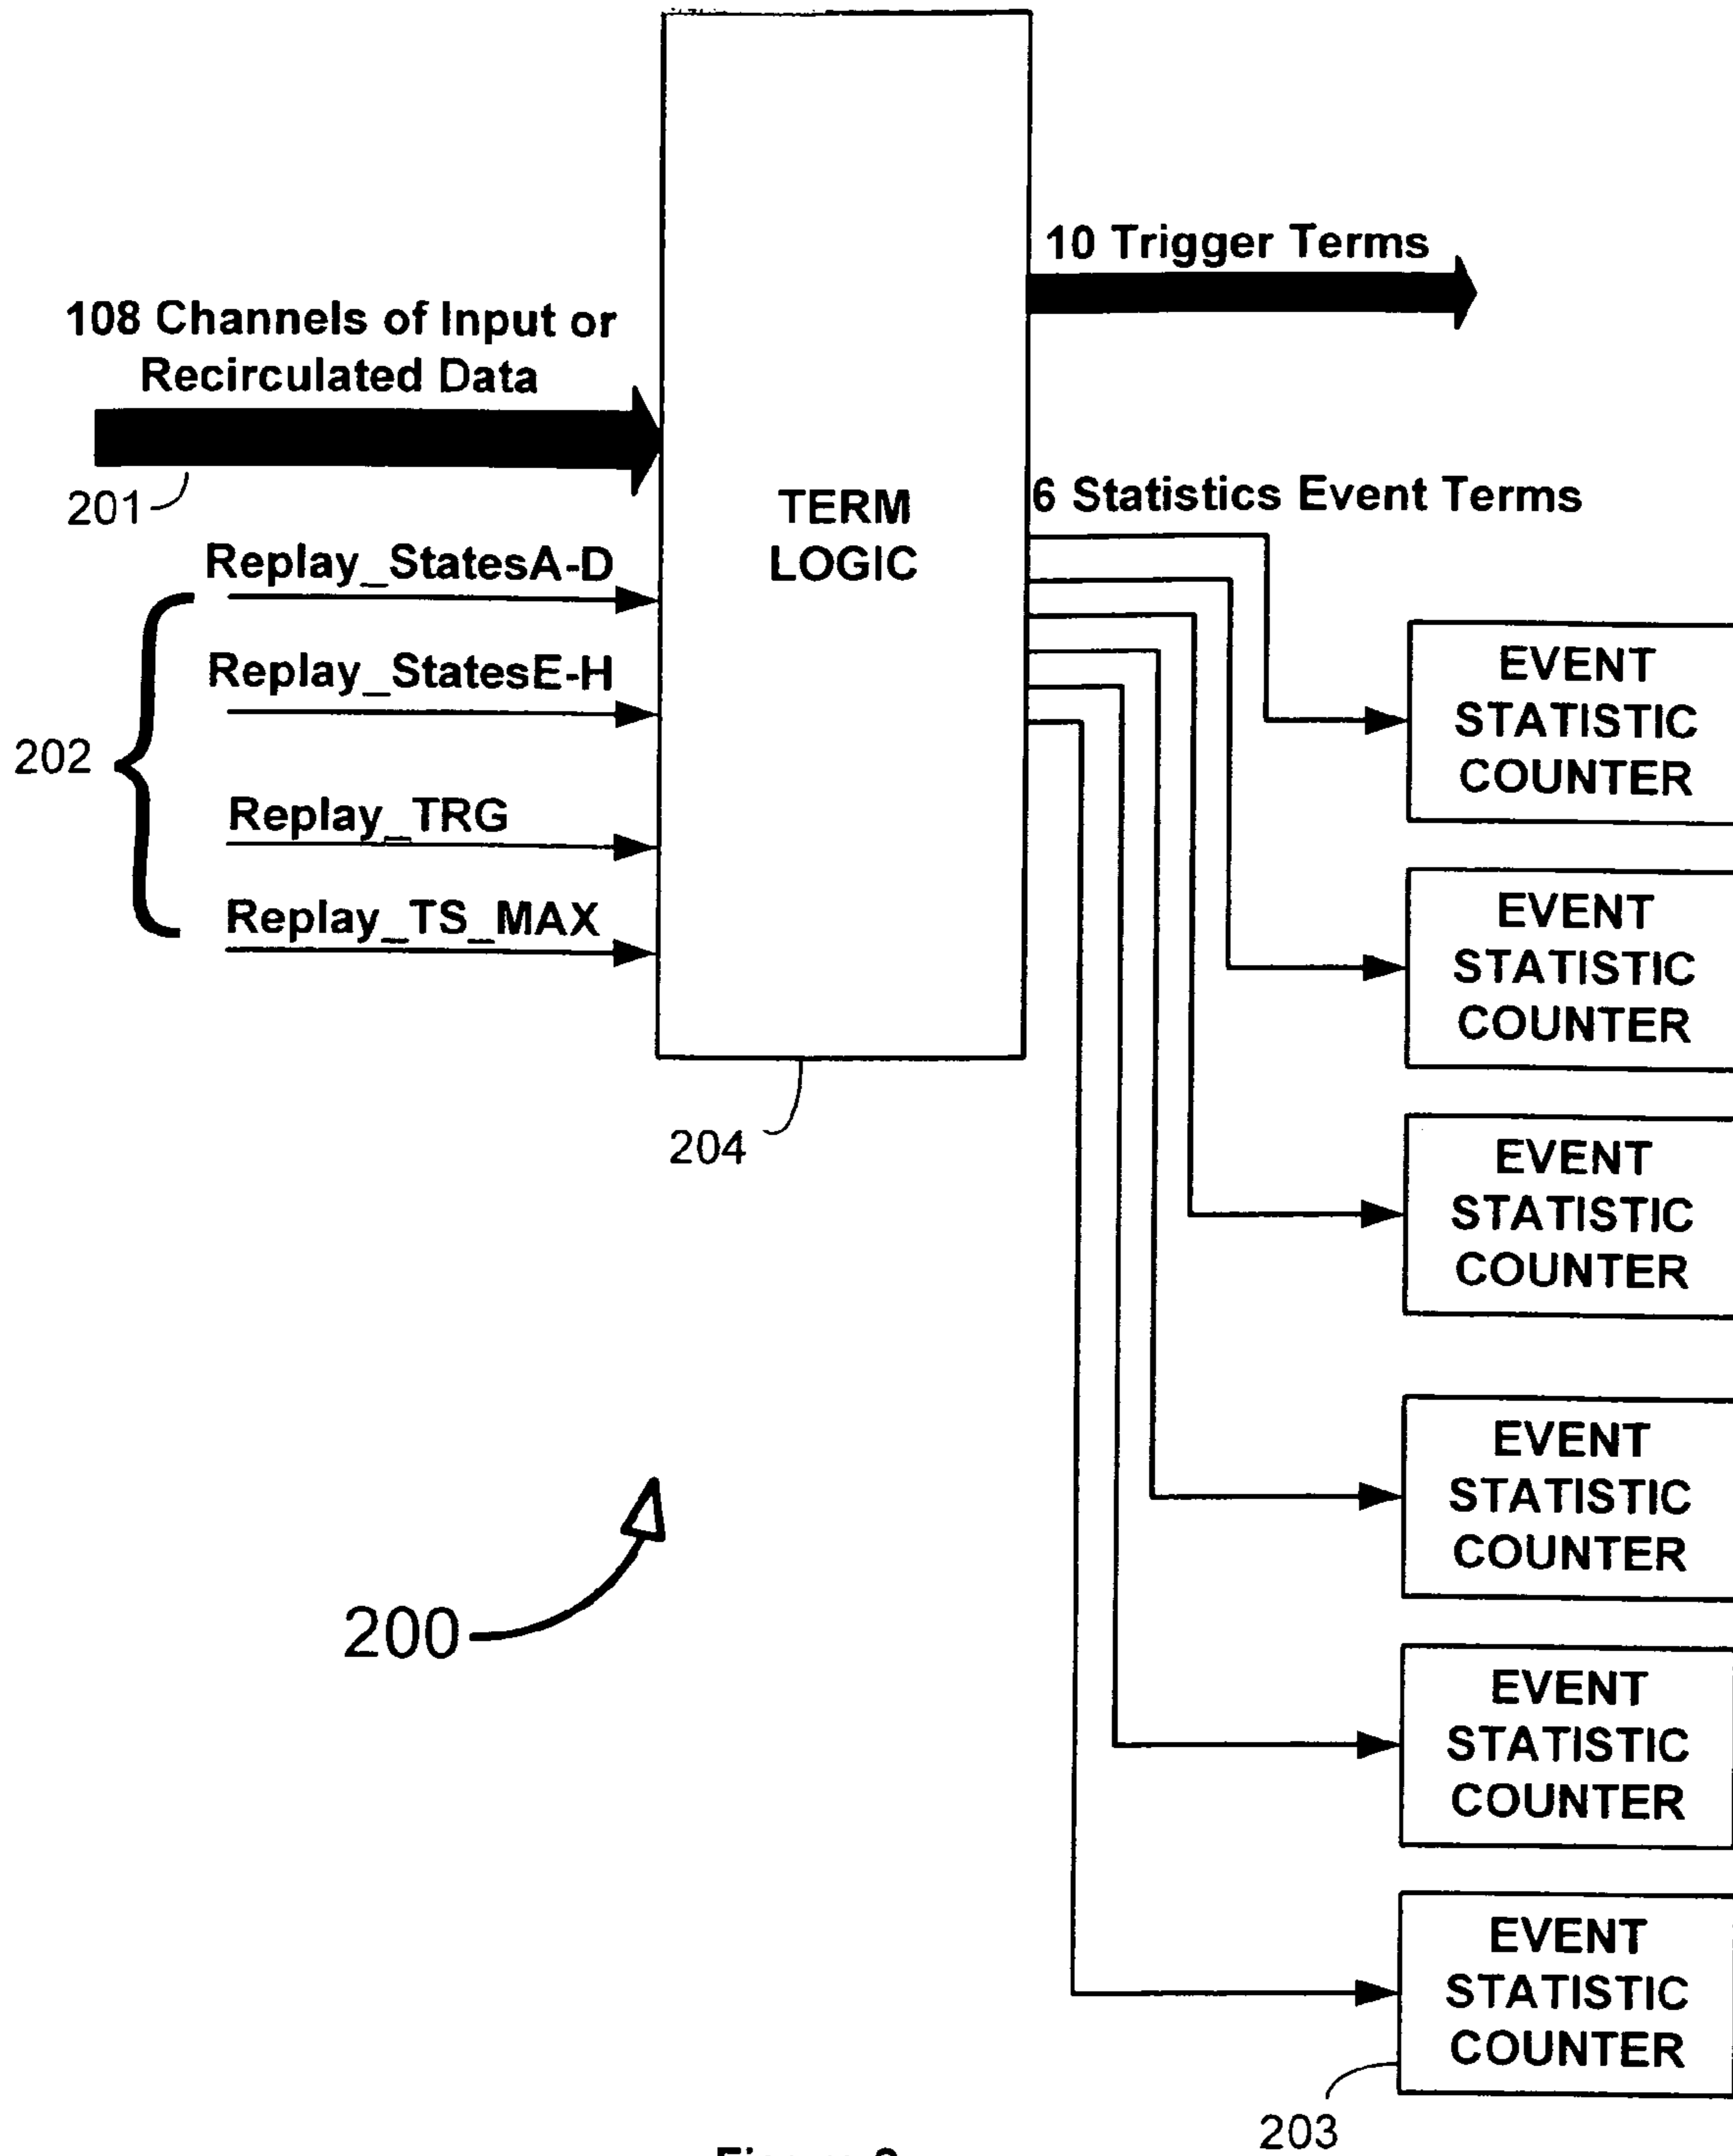 10 Trigger Terms
108 Channels of Input or
Recirculated Data
201
6 Statistics Event Terms
TERM
LOGIC
Replay_StatesA-D
Replay_StatesE-H
202
Replay_TRG
Replay_TS_MAX
204
EVENT
STATISTIC
COUNTER
EVENT
STATISTIC
COUNTER
EVENT
STATISTIC
COUNTER
EVENT
STATISTIC
COUNTER
EVENT
STATISTIC
COUNTER
EVENT
STATISTIC
COUNTER
200
203